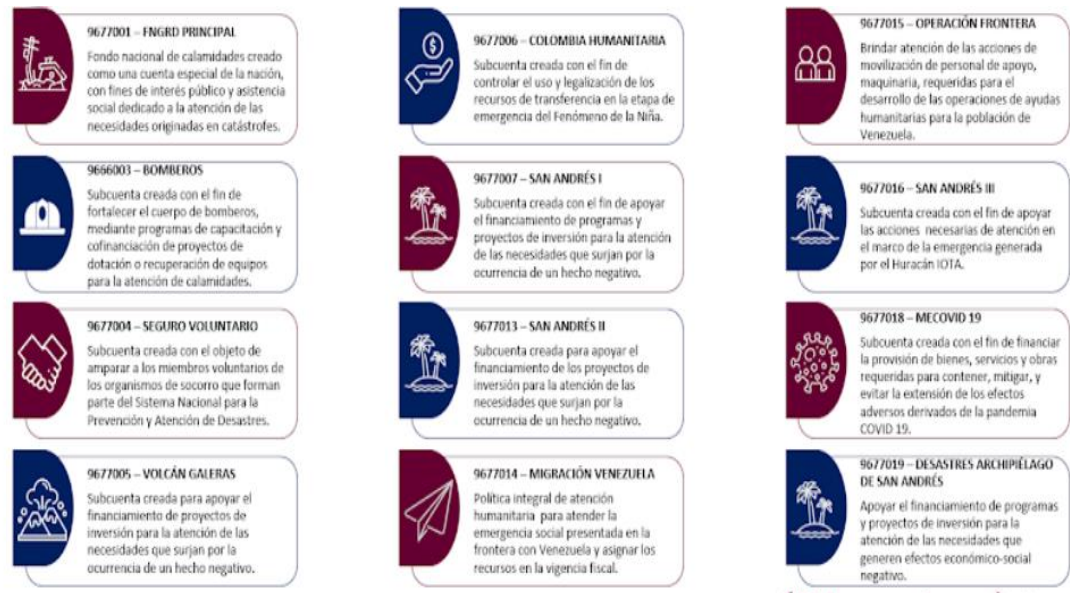 9677001 – FNGRD PRINCIPAL
Fondo nacional de calamidades creado
como una cuenta especial de la nación,
con fines de interés público y asistencia
social dedicado a la atención de las
necesidades originadas en catástrofes.
9666003 – BOMBEROS
Subcuenta creada con el fin de
fortalecer el cuerpo de bomberos,
mediante programas de capacitación y
cofinanciación de proyectos de
dotación o recuperación de equipos
para la atención de calamidades.
9677004 – SEGURO VOLUNTARIO
Subcuenta creada con el objeto de
amparar a los miembros voluntarios de
los organismos de socorro que forman
parte del Sistema Nacional para la
Prevención y Atención de Desastres.
9677005 – VOLCÁN GALERAS
Subcuenta creada para apoyar el
financiamiento de proyectos de
inversión para la atención de las
necesidades que surjan por la
ocurrencia de un hecho negativo.
9677006 – COLOMBIA HUMANITARIA
Subcuenta creada con el fin de
controlar el uso y legalización de los
recursos de transferencia en la etapa de
emergencia del Fenómeno de la Niña.
9677007 – SAN ANDRÉS I
Subcuenta creada con el fin de apoyar
el financiamiento de programas y
proyectos de inversión para la atención
de las necesidades que surjan por la
ocurrencia de un hecho negativo.
9677013 – SAN ANDRÉS II
Subcuenta creada para apoyar el
financiamiento de los proyectos de
inversión para la atención de las
necesidades que surjan por la
ocurrencia de un hecho negativo.
9677014 – MIGRACIÓN VENEZUELA
Política integral de atención
humanitaria para atender la
emergencia social presentada en la
frontera con Venezuela y asignar los
recursos en la vigencia fiscal.
9677015 – OPERACIÓN FRONTERA
Brindar atención de las acciones de
movilización de personal de apoyo,
maquinaria, requeridas para el
desarrollo de las operaciones de ayudas
humanitarias para la población de
Venezuela.
9677016 – SAN ANDRÉS III
Subcuenta creada con el fin de apoyar
las acciones necesarias de atención en
el marco de la emergencia generada
por el Huracán IOTA.
9677018 – MECOVID 19
Subcuenta creada con el fin de financiar
la provisión de bienes, servicios y obras
requeridas para contener, mitigar, y
evitar la extensión de los efectos
adversos derivados de la pandemia
COVID 19.
9677019 – DESASTRES ARCHIPIÉLAGO
DE SAN ANDRÉS
Apoyar el financiamiento de programas
y proyectos de inversión para la
atención de las necesidades que
generen efectos económico-social
negativo.